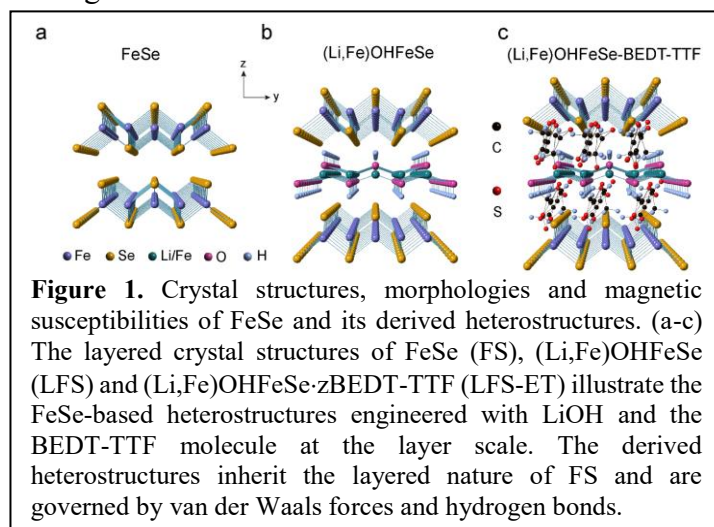 a
FeSe
b
(Li,Fe)OHFeSe
c
(Li,Fe)OHFeSe-BEDT-TTF
z
y
C
S
Fe Se Li/Fe O H
Figure 1. Crystal structures, morphologies and magnetic
susceptibilities of FeSe and its derived heterostructures. (a-c)
The layered crystal structures of FeSe (FS), (Li,Fe)OHFeSe
(LFS) and (Li,Fe)OHFeSe·zBEDT-TTF (LFS-ET) illustrate the
FeSe-based heterostructures engineered with LiOH and the
BEDT-TTF molecule at the layer scale. The derived
heterostructures inherit the layered nature of FS and are
governed by van der Waals forces and hydrogen bonds.